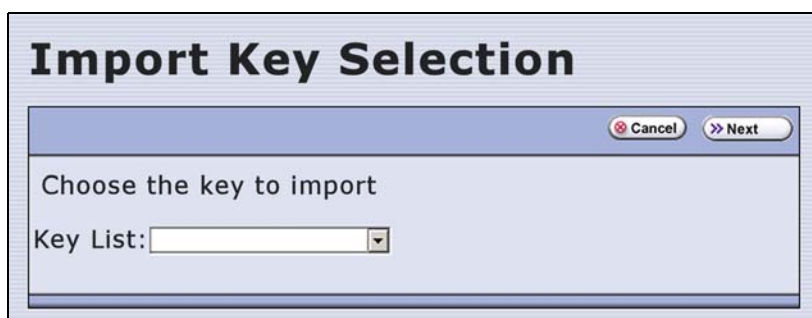 Import Key Selection
Cancel Next
Choose the key to import
Key List: